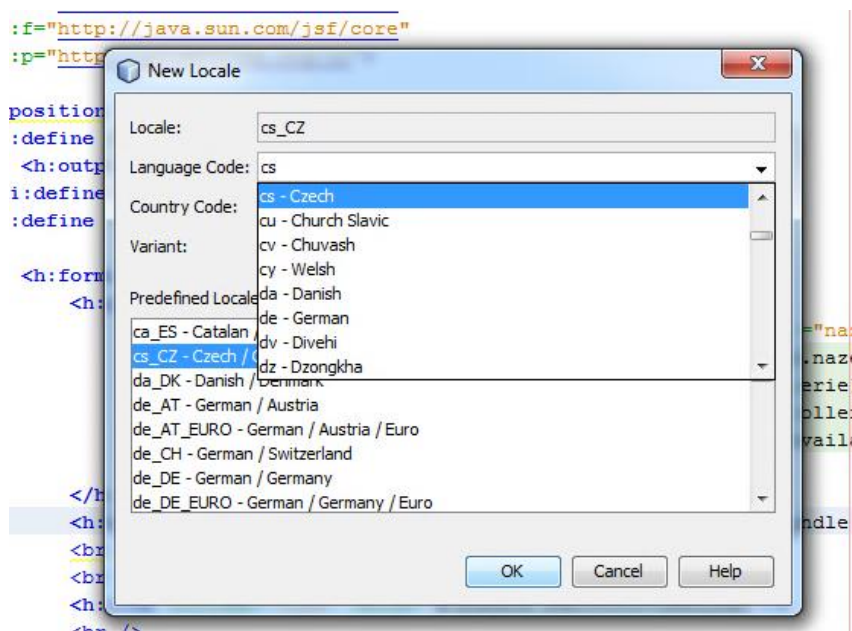 :f="http://java.sun.com/jsf/core"
:p="http
New Locale
position
:define
<h:outp
i:define
:define
<h:form
<h:
Locale: cs_CZ
Language Code: cs
cs - Czech
cu - Church Slavic
cv - Chuvash
cy - Welsh
da - Danish
de - German
dv - Divehi
dz - Dzongkha
Country Code:
Variant:
Predefined Locale
ca_ES - Catalan /
cs_CZ - Czech /
da_DK - Danish / Denmark
de_AT - German / Austria
de_AT_EURO - German / Austria / Euro
de_CH - German / Switzerland
de_DE - German / Germany
de_DE_EURO - German / Germany / Euro
="na
.naz
erie
olle
vail
</h
<h:
ndle
<br
<br
<h:
<br />
OK Cancel Help